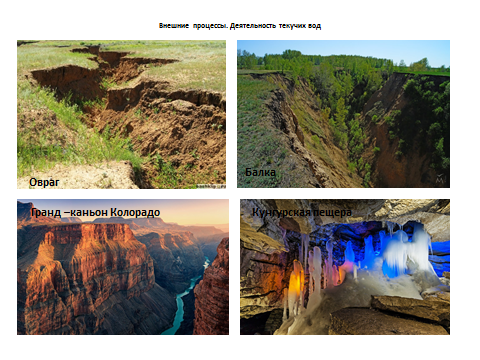 Внешние процессы. Деятельность текучих вод
Овраг
Балка
Гранд –каньон Колорадо
Кунгурская пещера